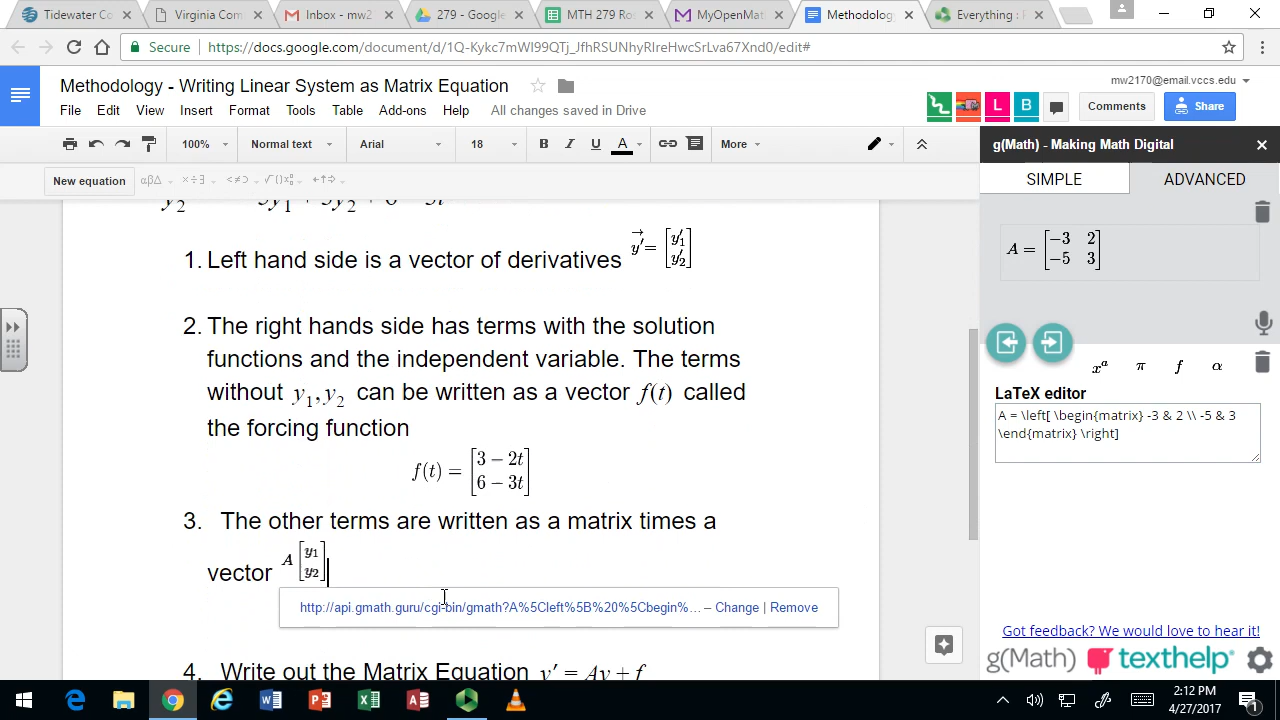 Tidewater C
Virginia Com
Inbox - mw2
279 - Google
MTH 279 Ros
MyOpenMat
Methodolog
Everything :
Secure https://docs.google.com/document/d/1Q-Kykc7mWl99QTj_JfhRSUNhyRlreHwcSrLva67Xnd0/edit#
Methodology - Writing Linear System as Matrix Equation
mw2170@email.vccs.edu
File Edit View Insert Format Tools Table Add-ons Help All changes saved in Drive
L B Comments Share
100% Normal text Arial 18 B I U A More
g(Math) - Making Math Digital
New equation
SIMPLE ADVANCED
1. Left hand side is a vector of derivatives y⃗′ = [y′1 y′2]
A = [−3 2
−5 3]
2. The right hands side has terms with the solution
functions and the independent variable. The terms
without y1, y2 can be written as a vector f(t) called
the forcing function
f(t) = [3 − 2t
6 − 3t]
3. The other terms are written as a matrix times a
vector A [y1 y2]
http://api.gmath.guru/cgi-bin/gmath?A%5Cleft%5B%20%5Cbegin%... – Change | Remove
4. Write out the Matrix Equation y′ = Ay + f
xᵃ π f α
LaTeX editor
A = \left[ \begin{matrix} -3 & 2 \\ -5 & 3
\end{matrix} \right]
Got feedback? We would love to hear it!
g(Math) texthelp
2:12 PM
4/27/2017